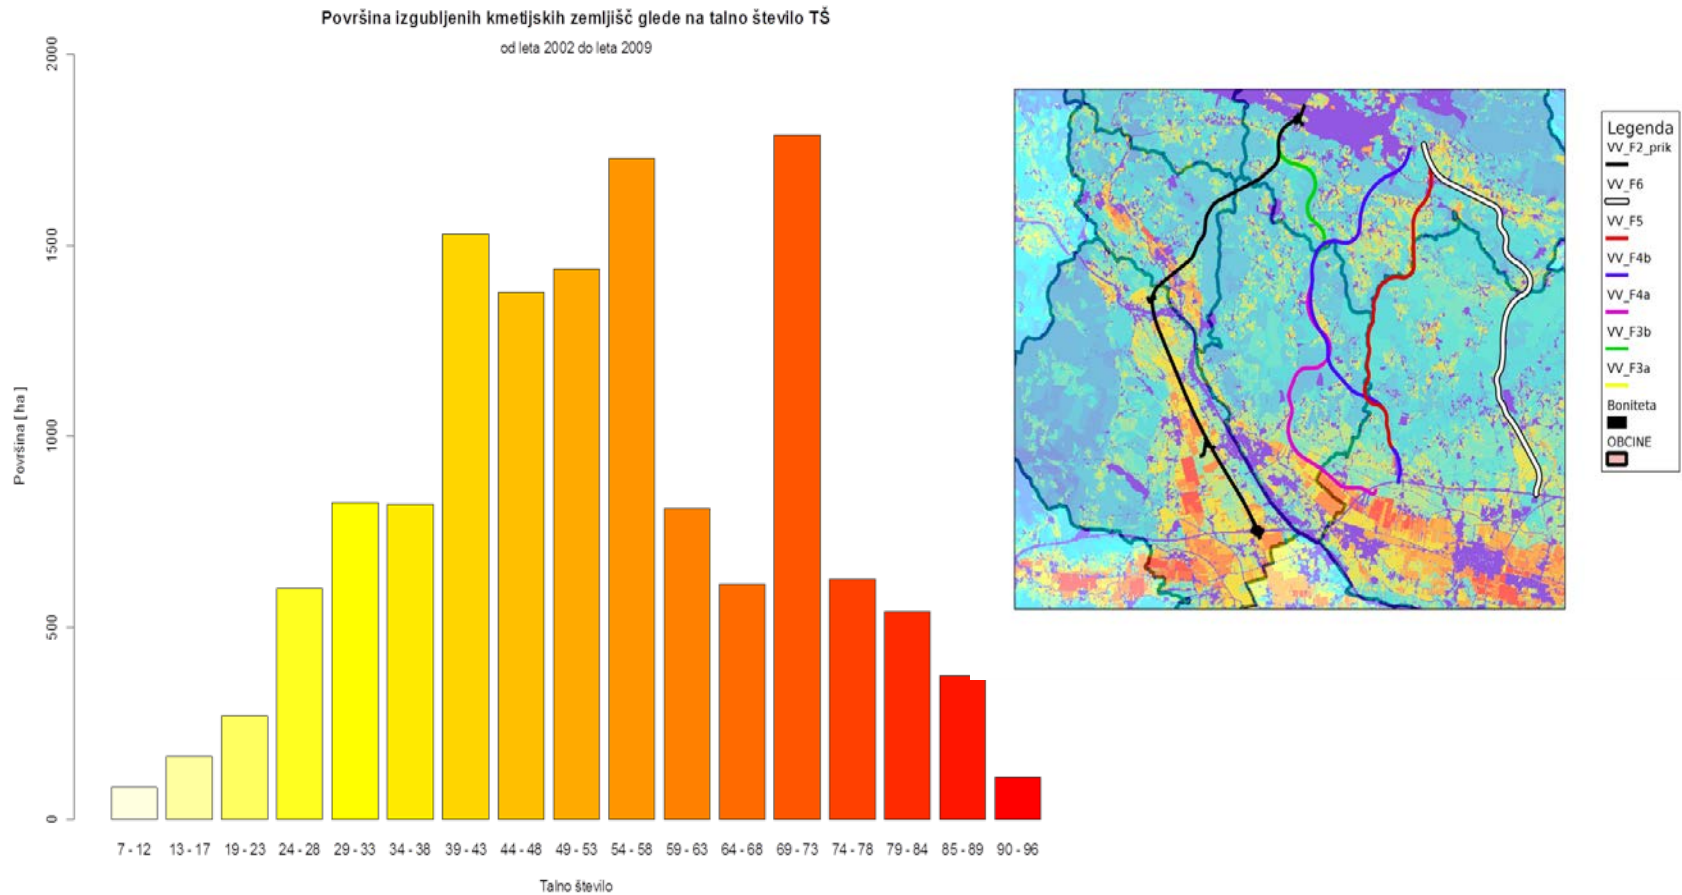 Površina izgubljenih kmetijskih zemljišč glede na talno število TŠ
od leta 2002 do leta 2009
2000
1500
1000
500
0
Površina [ ha ]
7 - 12 13 - 17 19 - 23 24 - 28 29 - 33 34 - 38 39 - 43 44 - 48 49 - 53 54 - 58 59 - 63 64 - 68 69 - 73 74 - 78 79 - 84 85 - 89 90 - 96
Talno število
Legenda
VV_F2_prik
VV_F6
VV_F5
VV_F4b
VV_F4a
VV_F3b
VV_F3a
Boniteta
OBCINE